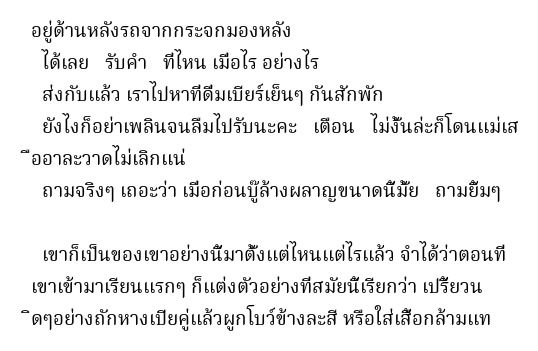 อยู่ด้านหลังรถจากกระจกมองหลัง
ได้เลย รับคำ ที่ไหน เมื่อไร อย่างไร
ส่งกับแล้ว เราไปหาที่ดื่มเบียร์เย็นๆ กันสักพัก
ยังไงก็อย่าเพลินจนลืมไปรับนะคะ เตือน ไม่งั้นล่ะก็โดนแม่เส
ืออาละวาดไม่เลิกแน่
ถามจริงๆ เถอะว่า เมื่อก่อนบู๊ล้างผลาญขนาดนี้มั้ย ถามยิ้มๆ
เขาก็เป็นของเขาอย่างนี้มาตั้งแต่ไหนแต่ไรแล้ว จำได้ว่าตอนที่
เขาเข้ามาเรียนแรกๆ ก็แต่งตัวอย่างที่สมัยนี้เรียกว่า เปรี้ยวน
ิดๆอย่างถักหางเปียคู่แล้วผูกโบว์ข้างละสี หรือใส่เสื้อกล้ามแท